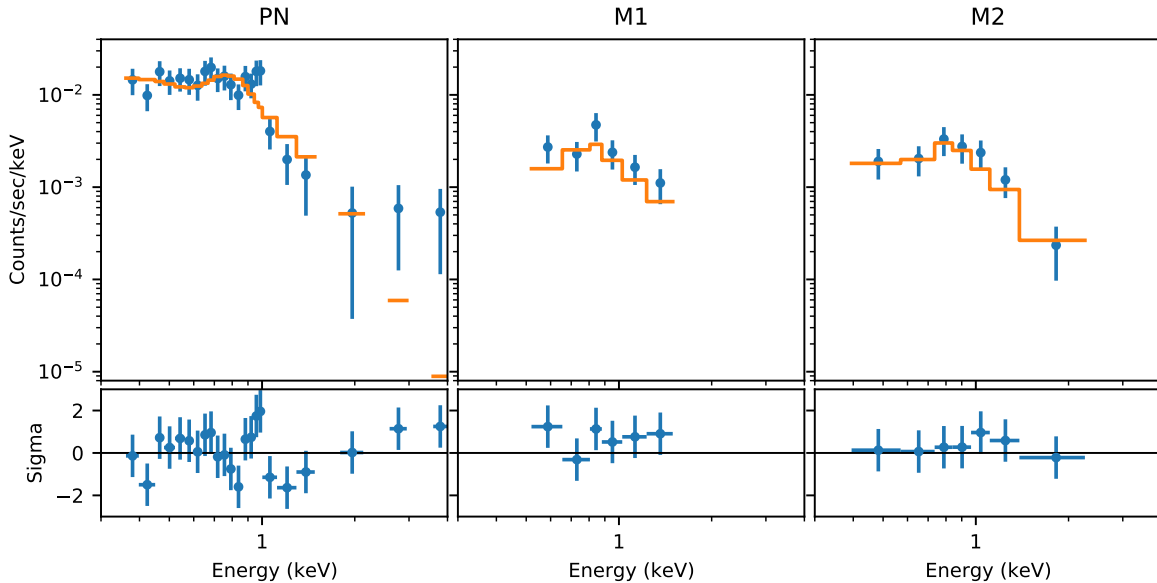 PN M1 M2
Counts/sec/keV
10⁻²
10⁻³
10⁻⁴
10⁻⁵
Sigma
2
0
−2
1 1 1
Energy (keV) Energy (keV) Energy (keV)